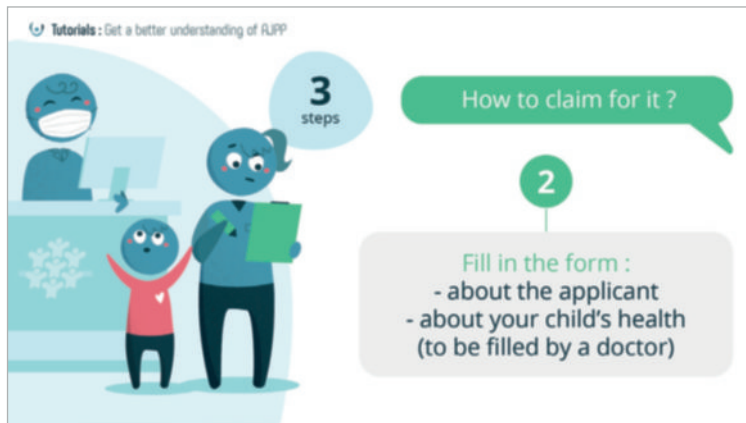 Tutorials : Get a better understanding of AJPP
3
steps
How to claim for it ?
2
Fill in the form :
- about the applicant
- about your child's health
(to be filled by a doctor)